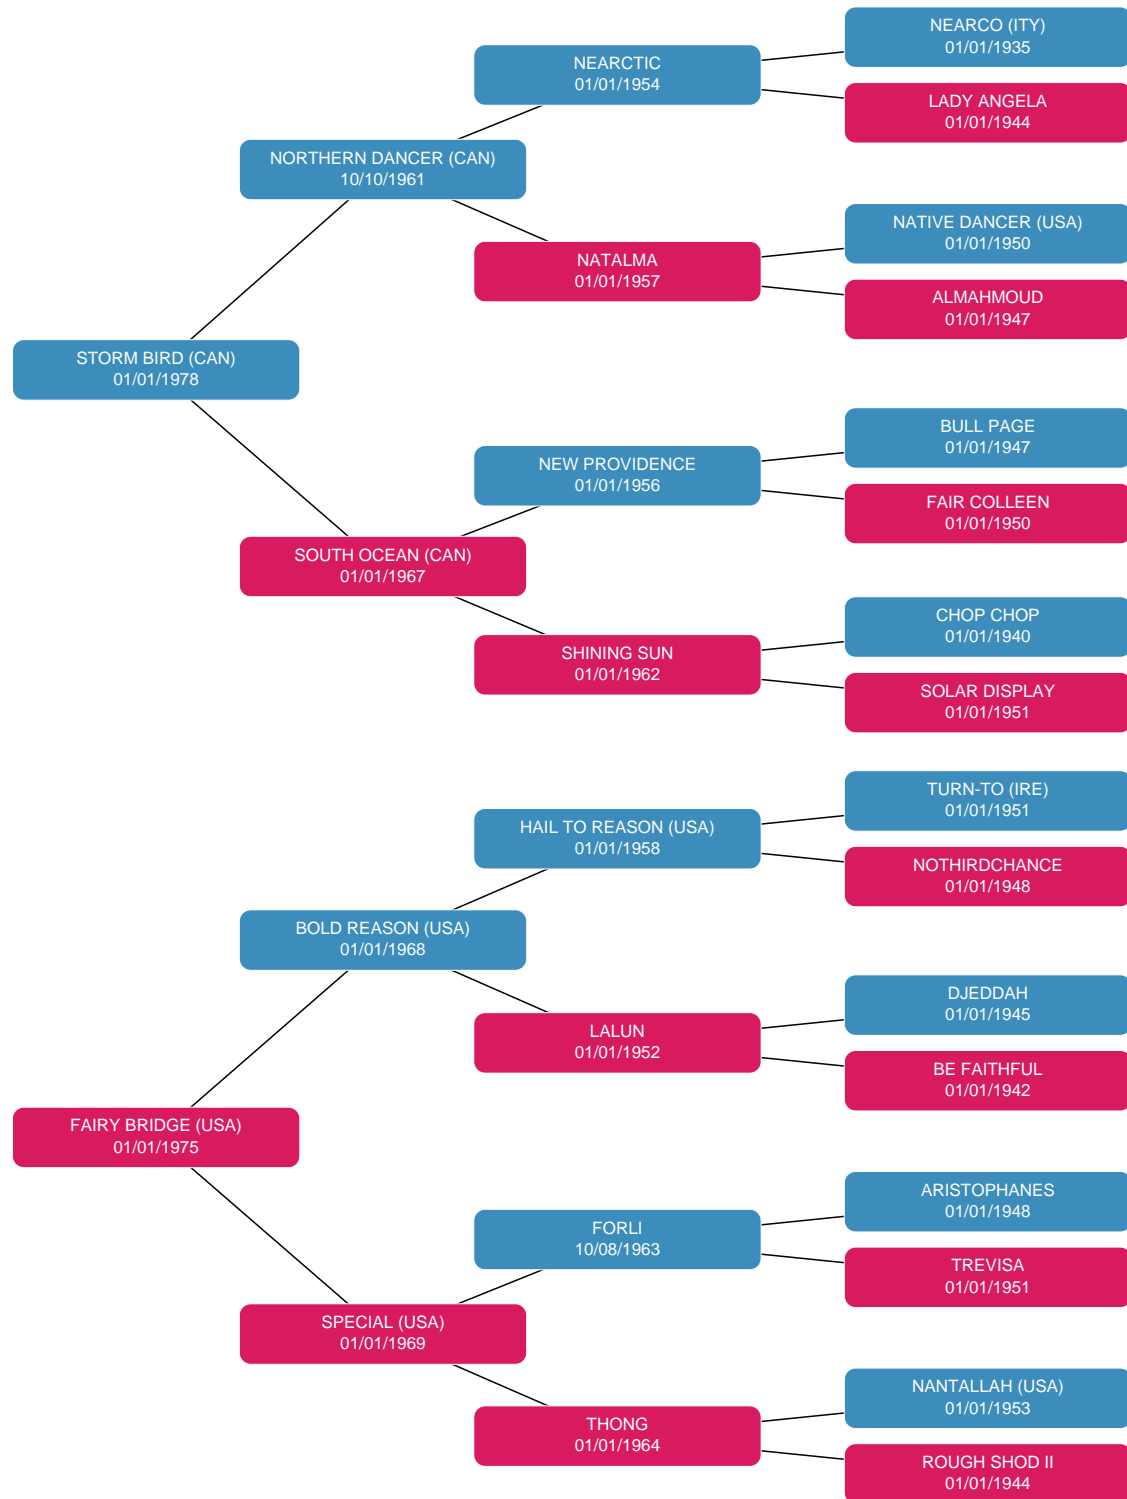 NEARCO (ITY)
01/01/1935
NEARCTIC
01/01/1954
LADY ANGELA
01/01/1944
NORTHERN DANCER (CAN)
10/10/1961
NATIVE DANCER (USA)
01/01/1950
NATALMA
01/01/1957
ALMAHMOUD
01/01/1947
STORM BIRD (CAN)
01/01/1978
BULL PAGE
01/01/1947
NEW PROVIDENCE
01/01/1956
FAIR COLLEEN
01/01/1950
SOUTH OCEAN (CAN)
01/01/1967
CHOP CHOP
01/01/1940
SHINING SUN
01/01/1962
SOLAR DISPLAY
01/01/1951
TURN-TO (IRE)
01/01/1951
HAIL TO REASON (USA)
01/01/1958
NOTHIRDCHANCE
01/01/1948
BOLD REASON (USA)
01/01/1968
DJEDDAH
01/01/1945
LALUN
01/01/1952
BE FAITHFUL
01/01/1942
FAIRY BRIDGE (USA)
01/01/1975
ARISTOPHANES
01/01/1948
FORLI
10/08/1963
TREVISA
01/01/1951
SPECIAL (USA)
01/01/1969
NANTALLAH (USA)
01/01/1953
THONG
01/01/1964
ROUGH SHOD II
01/01/1944